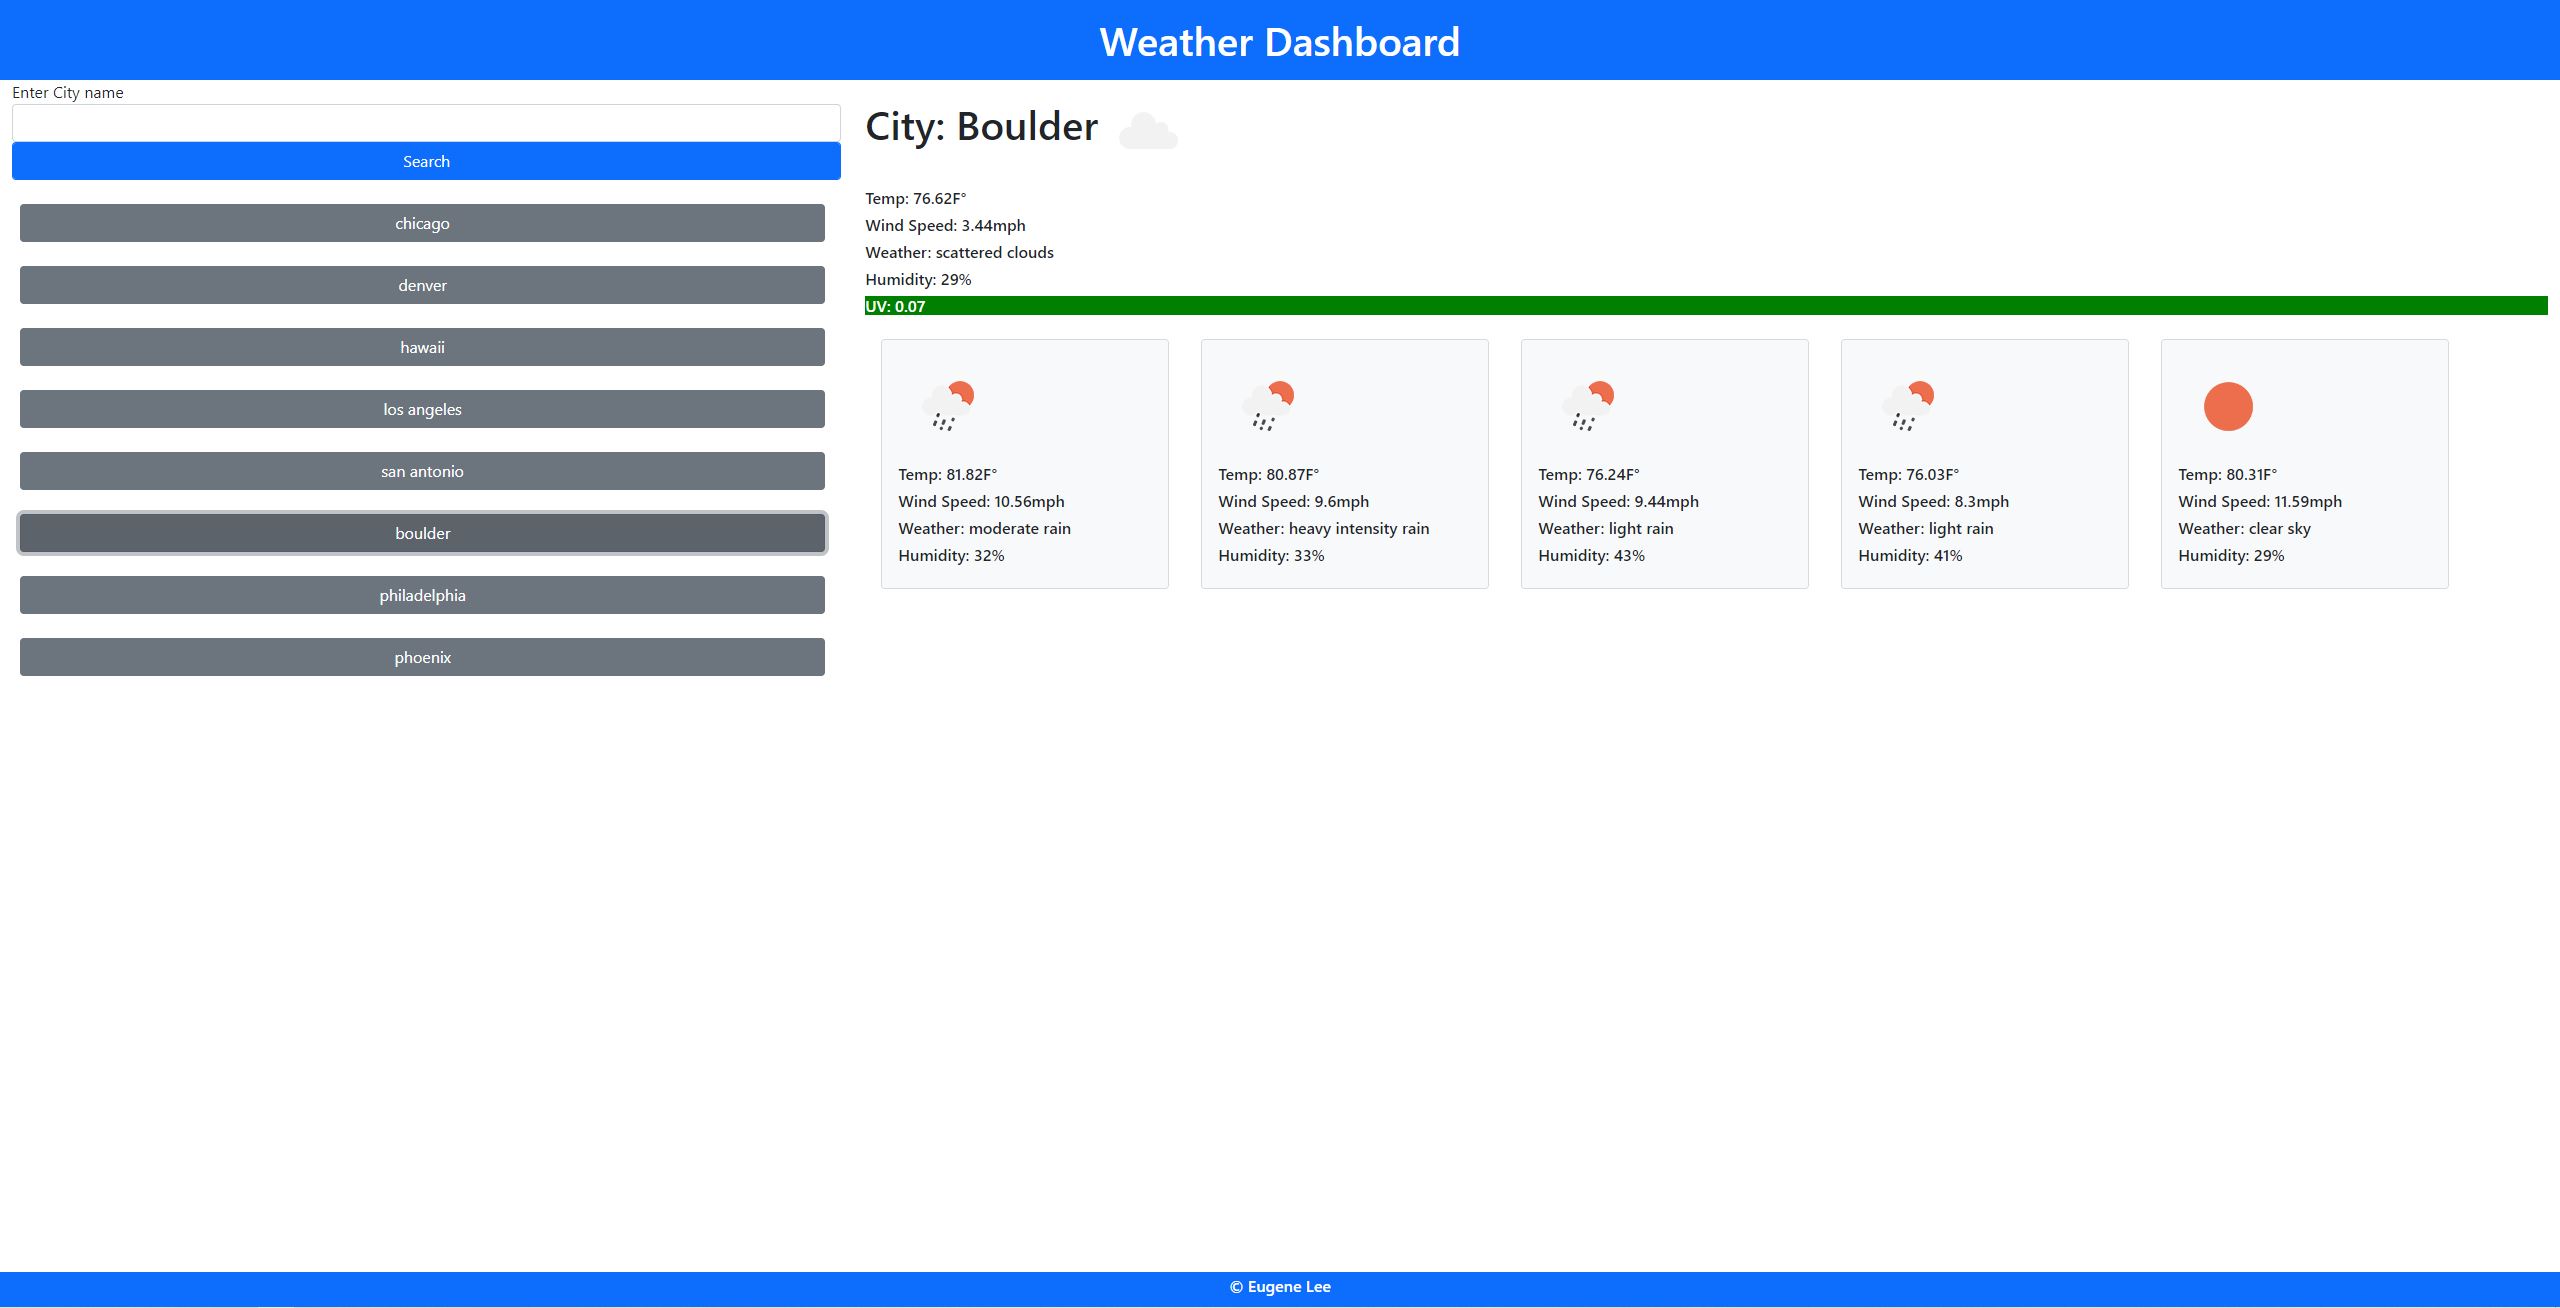 Weather Dashboard
Enter City name
Search
chicago
denver
hawaii
los angeles
san antonio
boulder
philadelphia
phoenix
City: Boulder
Temp: 76.62F°
Wind Speed: 3.44mph
Weather: scattered clouds
Humidity: 29%
UV: 0.07
Temp: 81.82F°
Wind Speed: 10.56mph
Weather: moderate rain
Humidity: 32%
Temp: 80.87F°
Wind Speed: 9.6mph
Weather: heavy intensity rain
Humidity: 33%
Temp: 76.24F°
Wind Speed: 9.44mph
Weather: light rain
Humidity: 43%
Temp: 76.03F°
Wind Speed: 8.3mph
Weather: light rain
Humidity: 41%
Temp: 80.31F°
Wind Speed: 11.59mph
Weather: clear sky
Humidity: 29%
© Eugene Lee